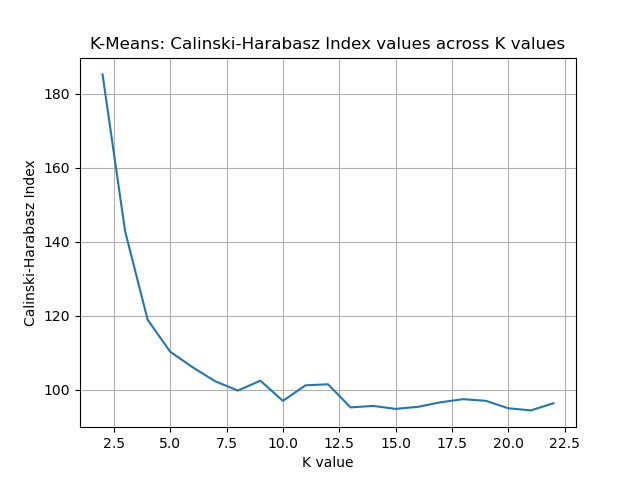 K-Means: Calinski-Harabasz Index values across K values
Calinski-Harabasz Index
180
160
140
120
100
2.5 5.0 7.5 10.0 12.5 15.0 17.5 20.0 22.5
K value